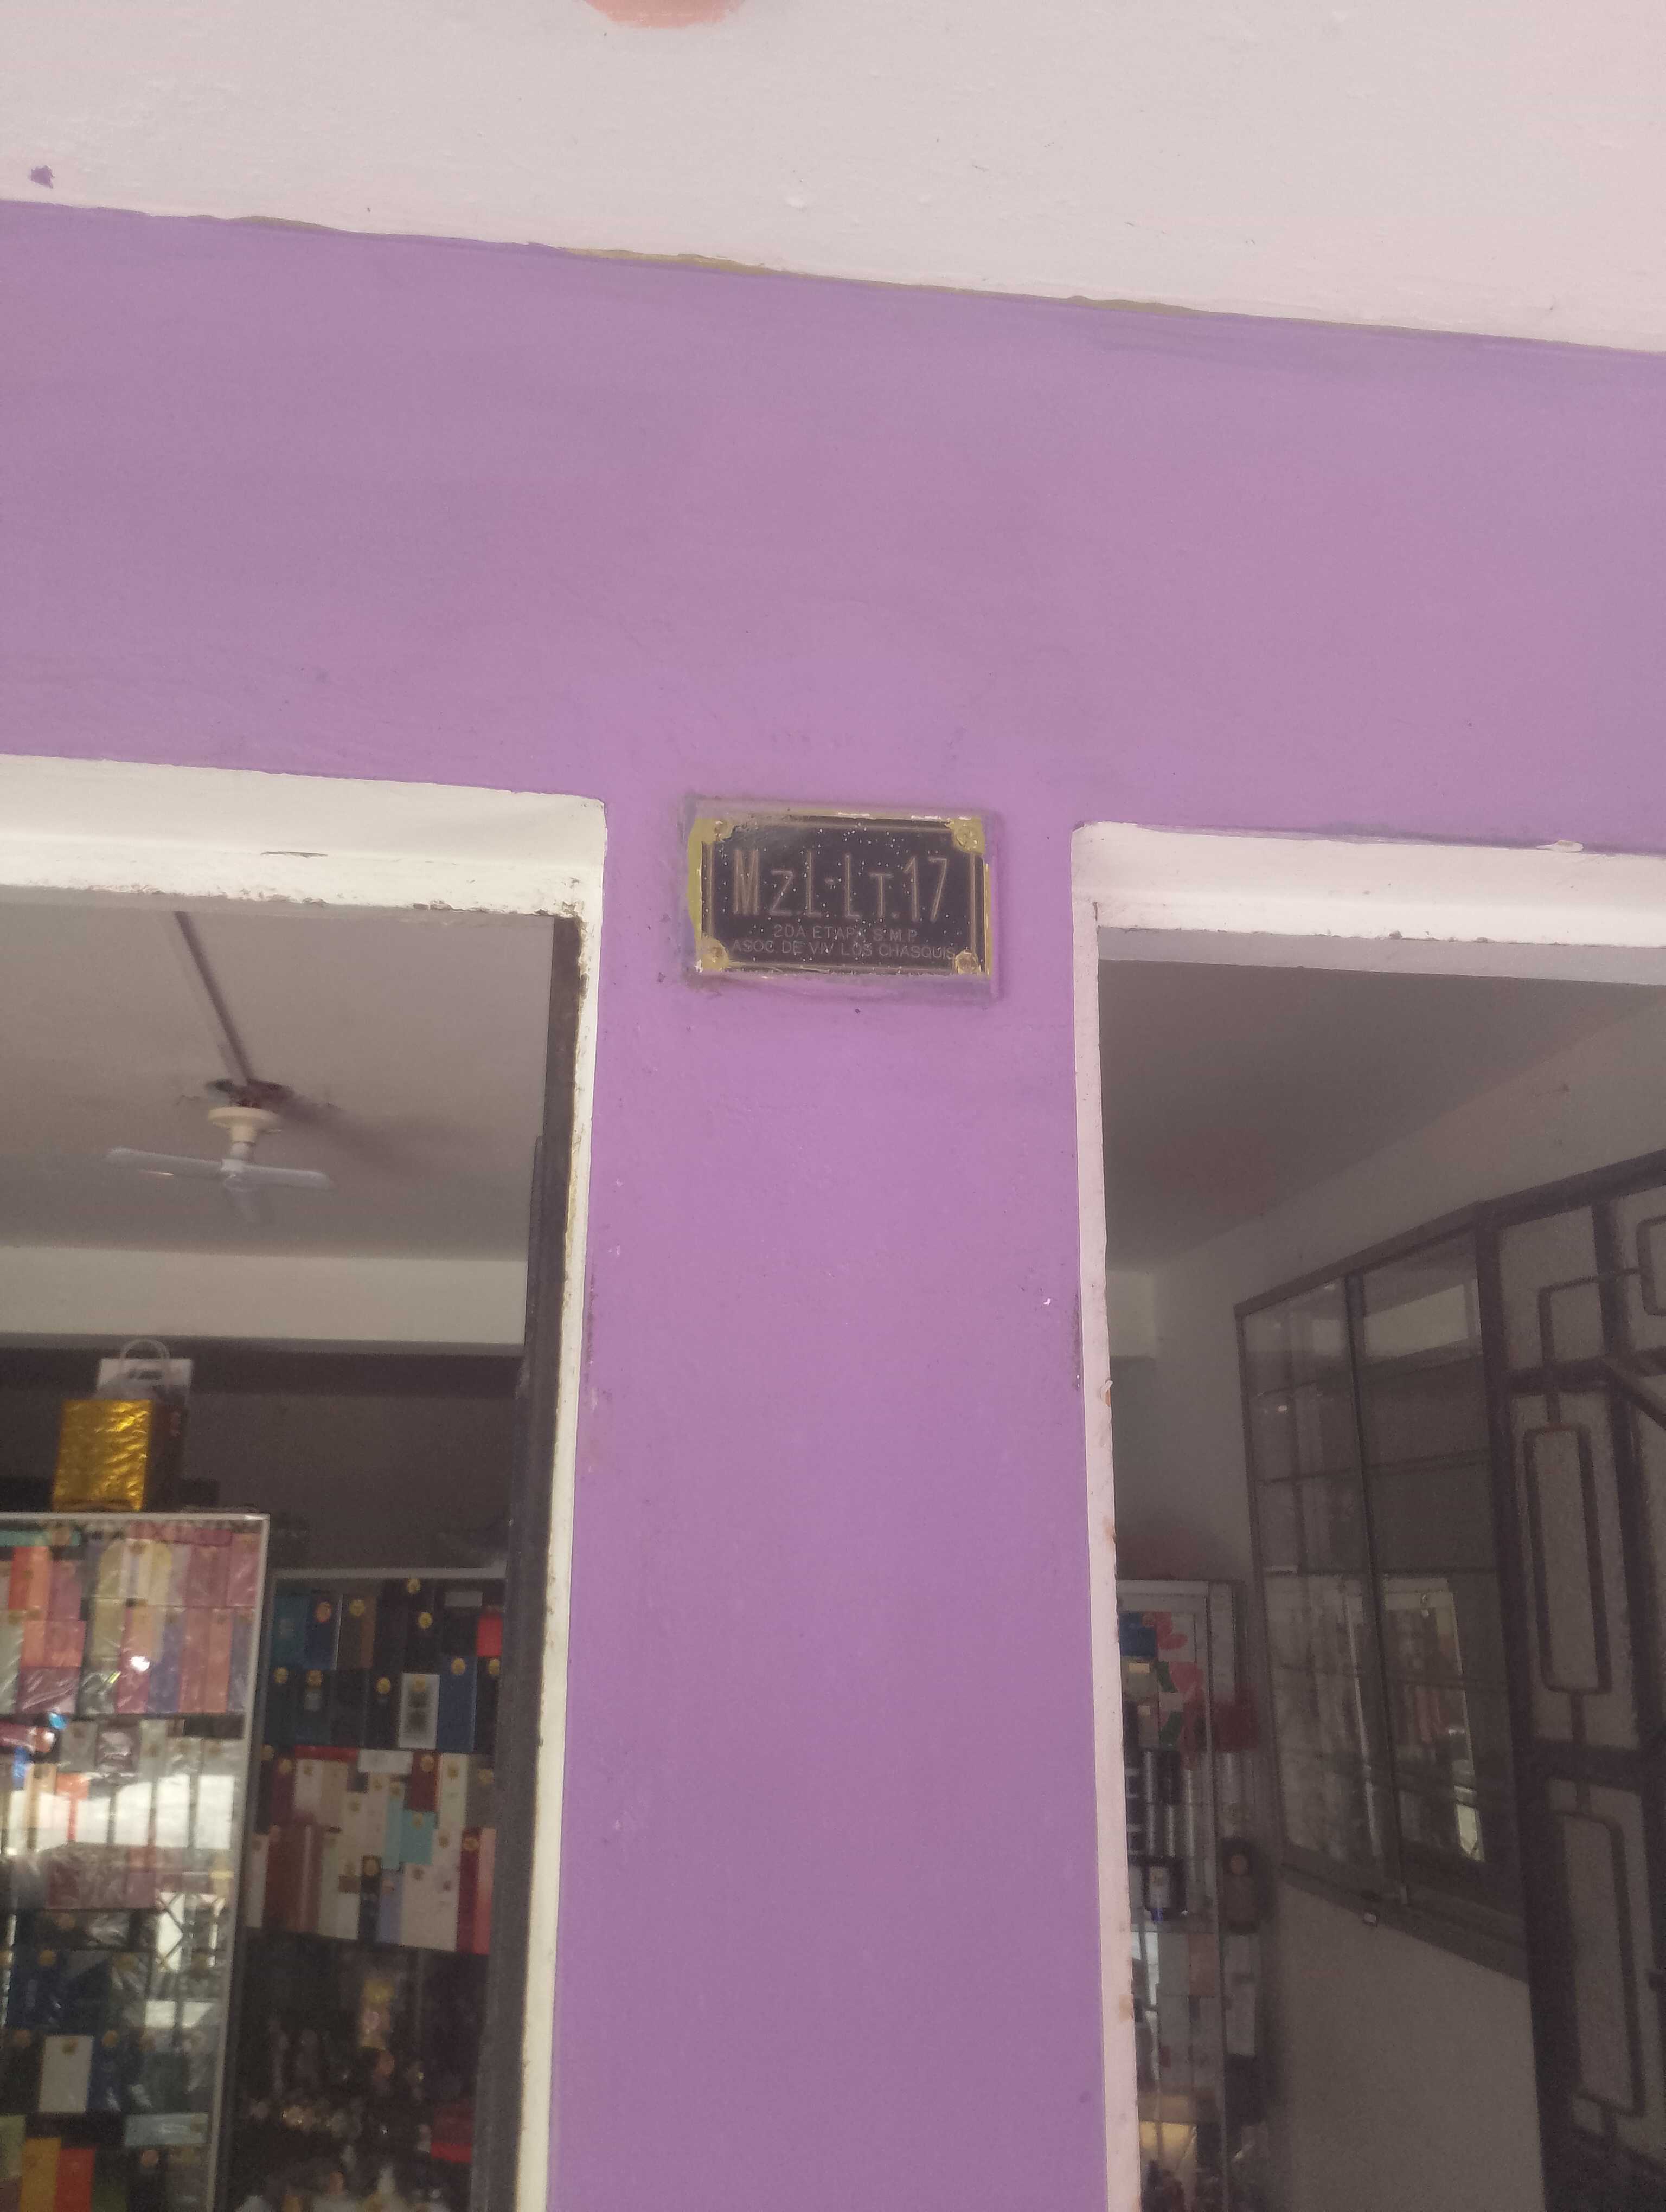 Mz L-LT.17
2DA ETAPA S.M.P.
ASOC DE VIV LOS CHASQUIS